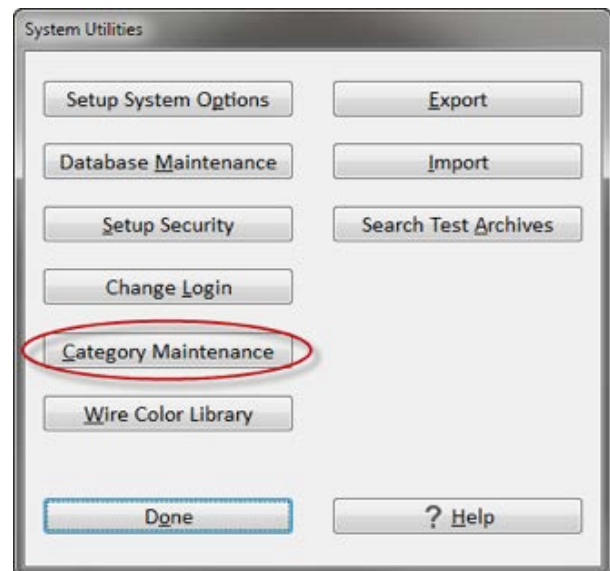 System Utilities
Setup System Options
Export
Database Maintenance
Import
Setup Security
Search Test Archives
Change Login
Category Maintenance
Wire Color Library
Done
? Help